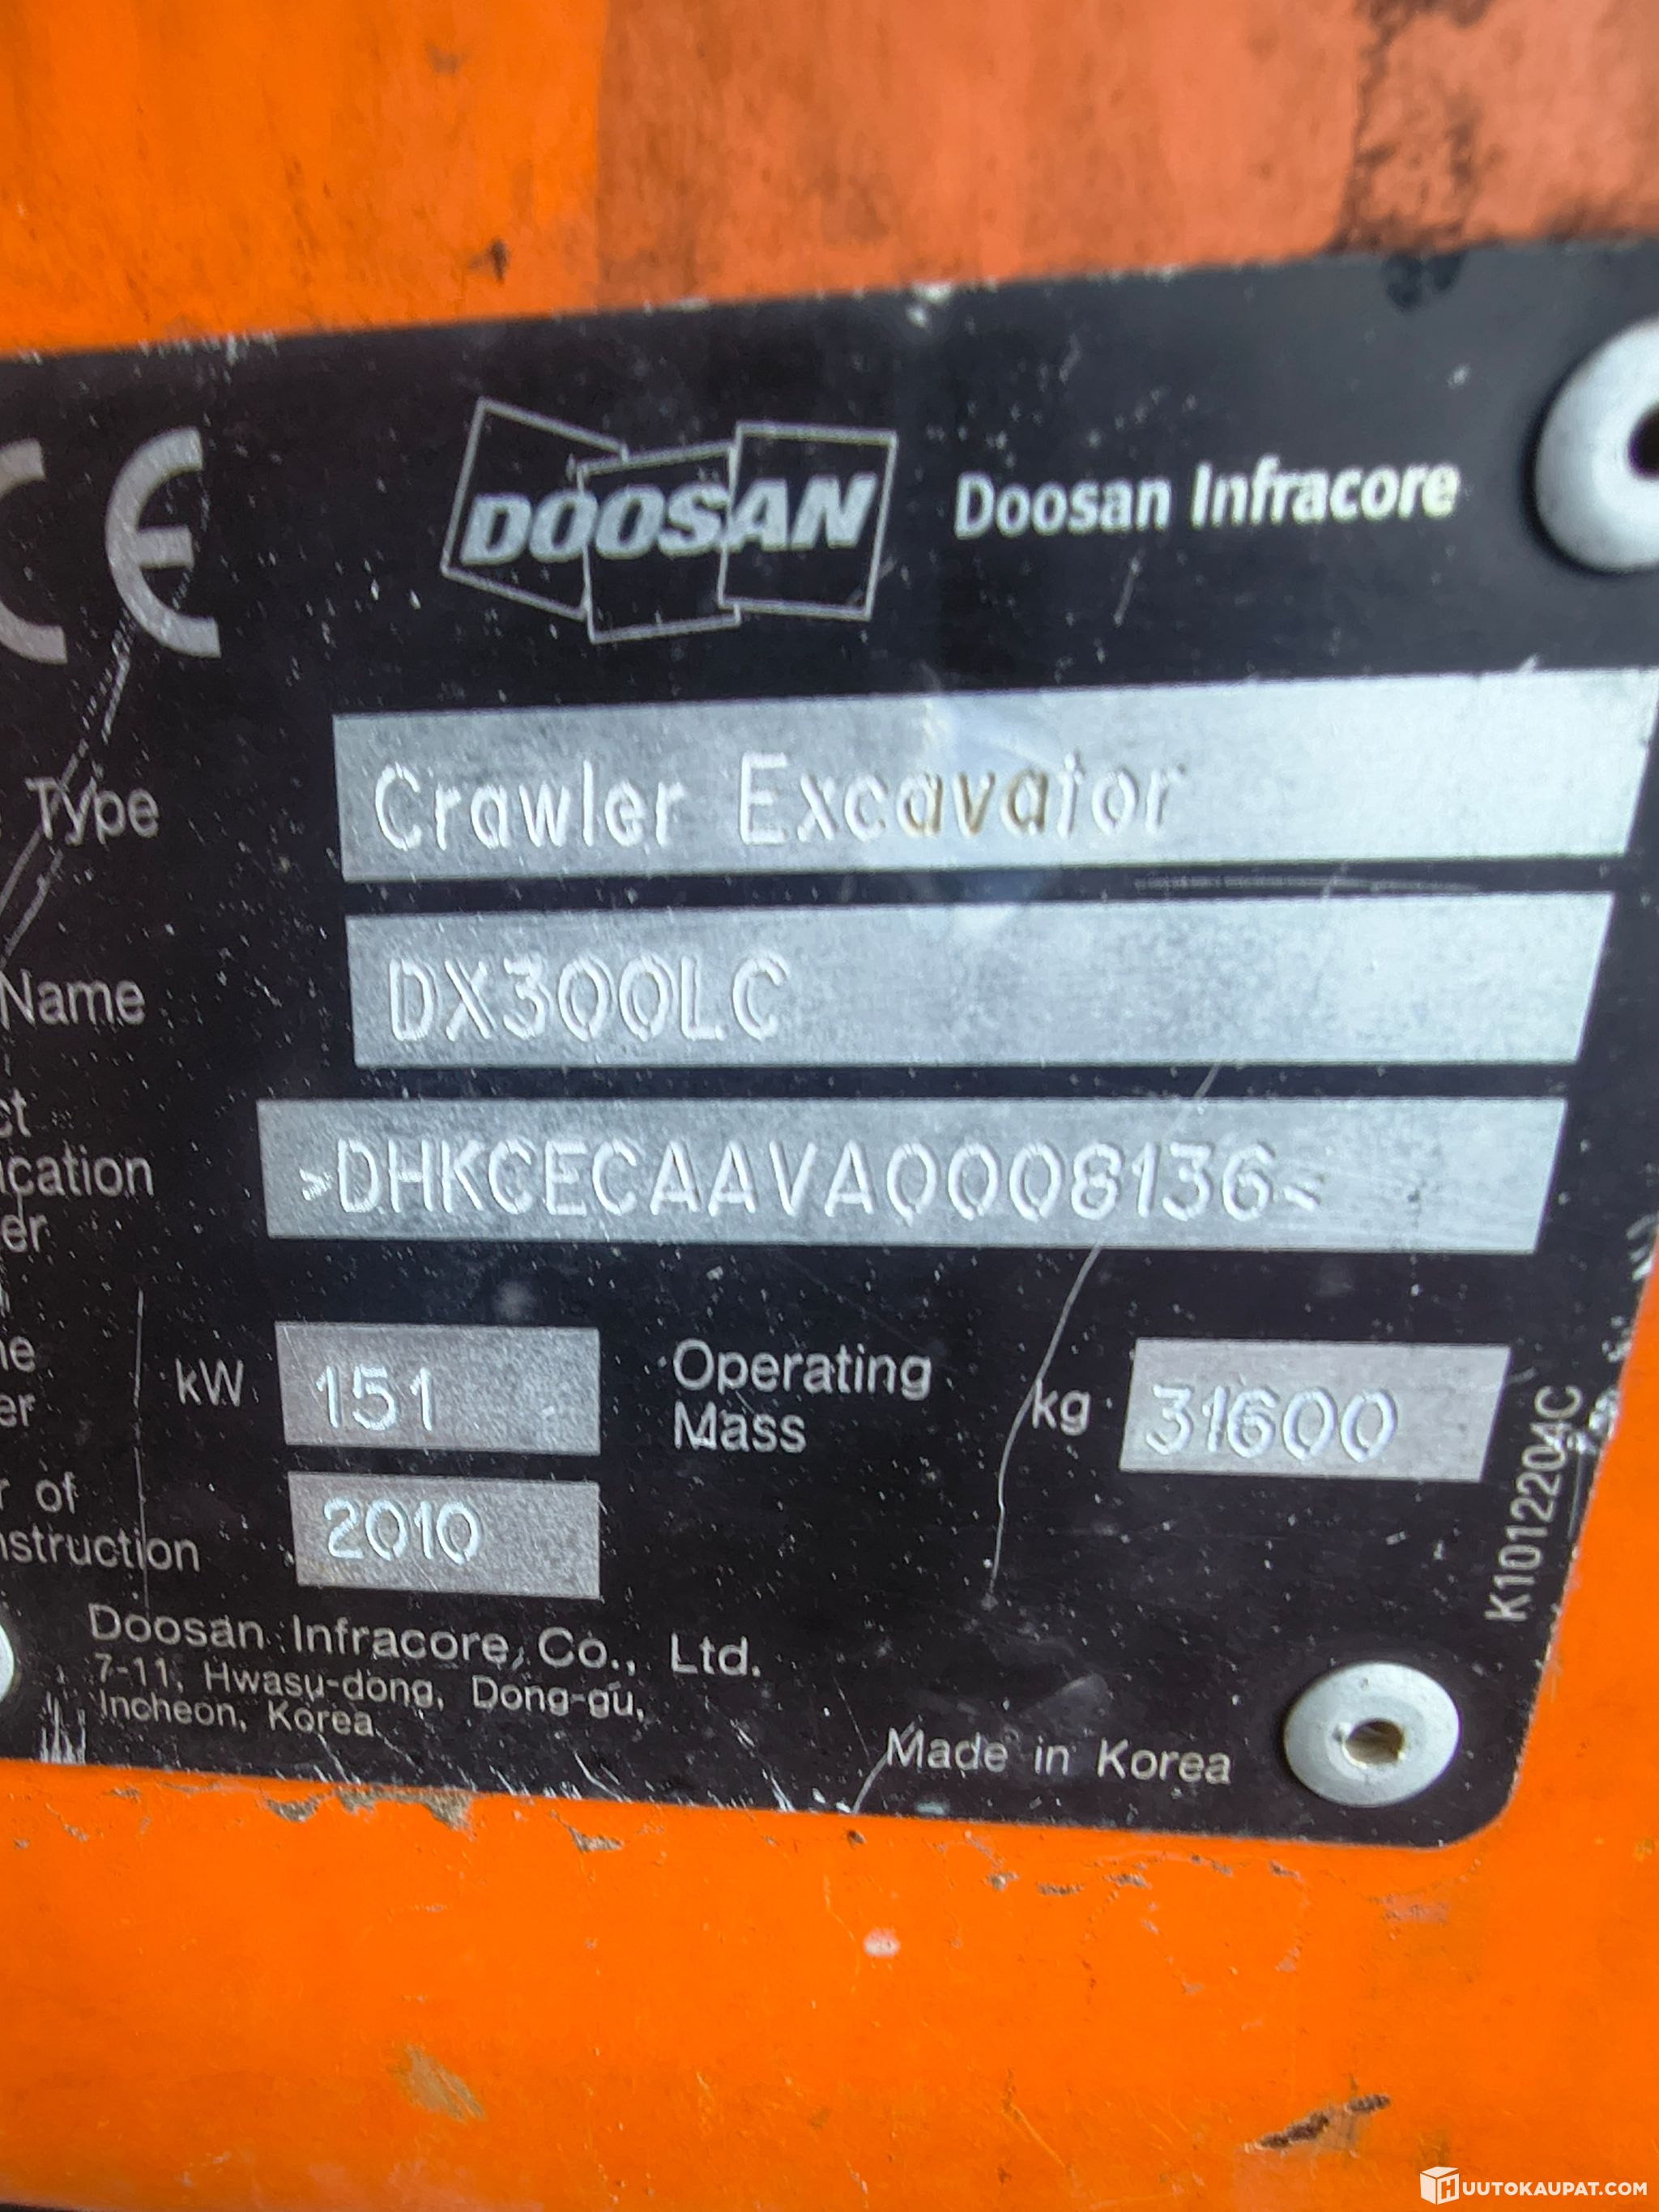 CE DOOSAN Doosan Infracore
Type Crawler Excavator
Name DX300LC
ct
ication >DHKCECAAVA0008136<
er
kW 151 Operating Mass kg 31600
r of
nstruction 2010
K1012204C
Doosan Infracore, Co., Ltd.
7-11, Hwasu-dong, Dong-gu,
Incheon, Korea.
Made in Korea
HUUTOKAUPAT.COM